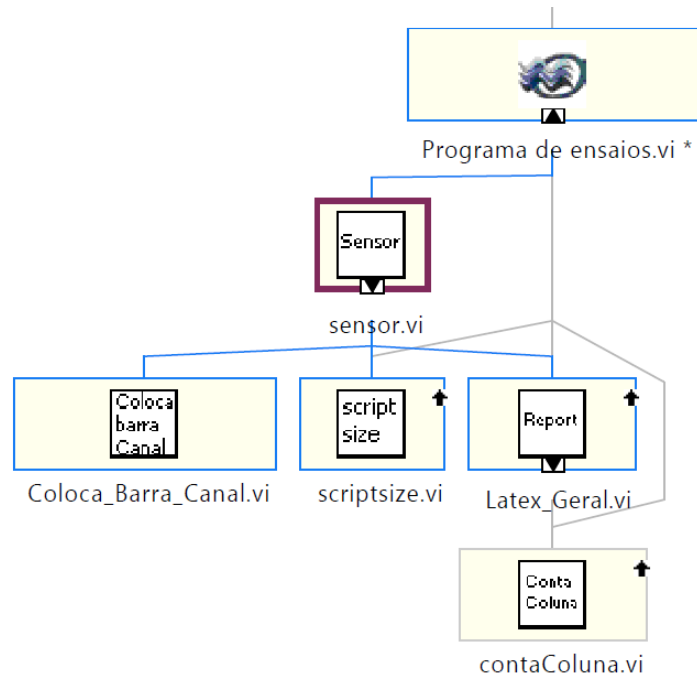 Programa de ensaios.vi *
Sensor
sensor.vi
Coloca
barra
Canal
script
size
Report
Coloca_Barra_Canal.vi
scriptsize.vi
Latex_Geral.vi
Conta
Coluna
contaColuna.vi